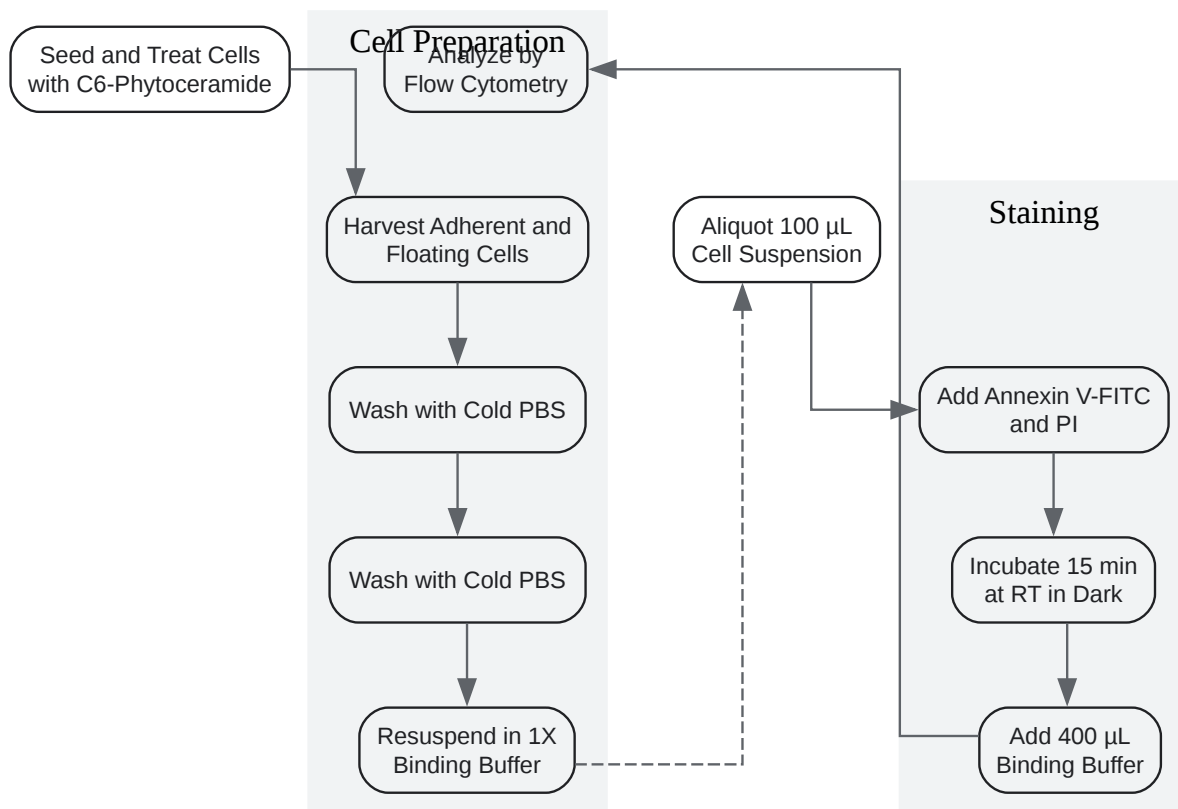 Seed and Treat Cells
with C6-Phytoceramide
Cell Preparation
Analyze by
Flow Cytometry
Harvest Adherent and
Floating Cells
Aliquot 100 µL
Cell Suspension
Staining
Wash with Cold PBS
Add Annexin V-FITC
and PI
Wash with Cold PBS
Incubate 15 min
at RT in Dark
Resuspend in 1X
Binding Buffer
Add 400 µL
Binding Buffer